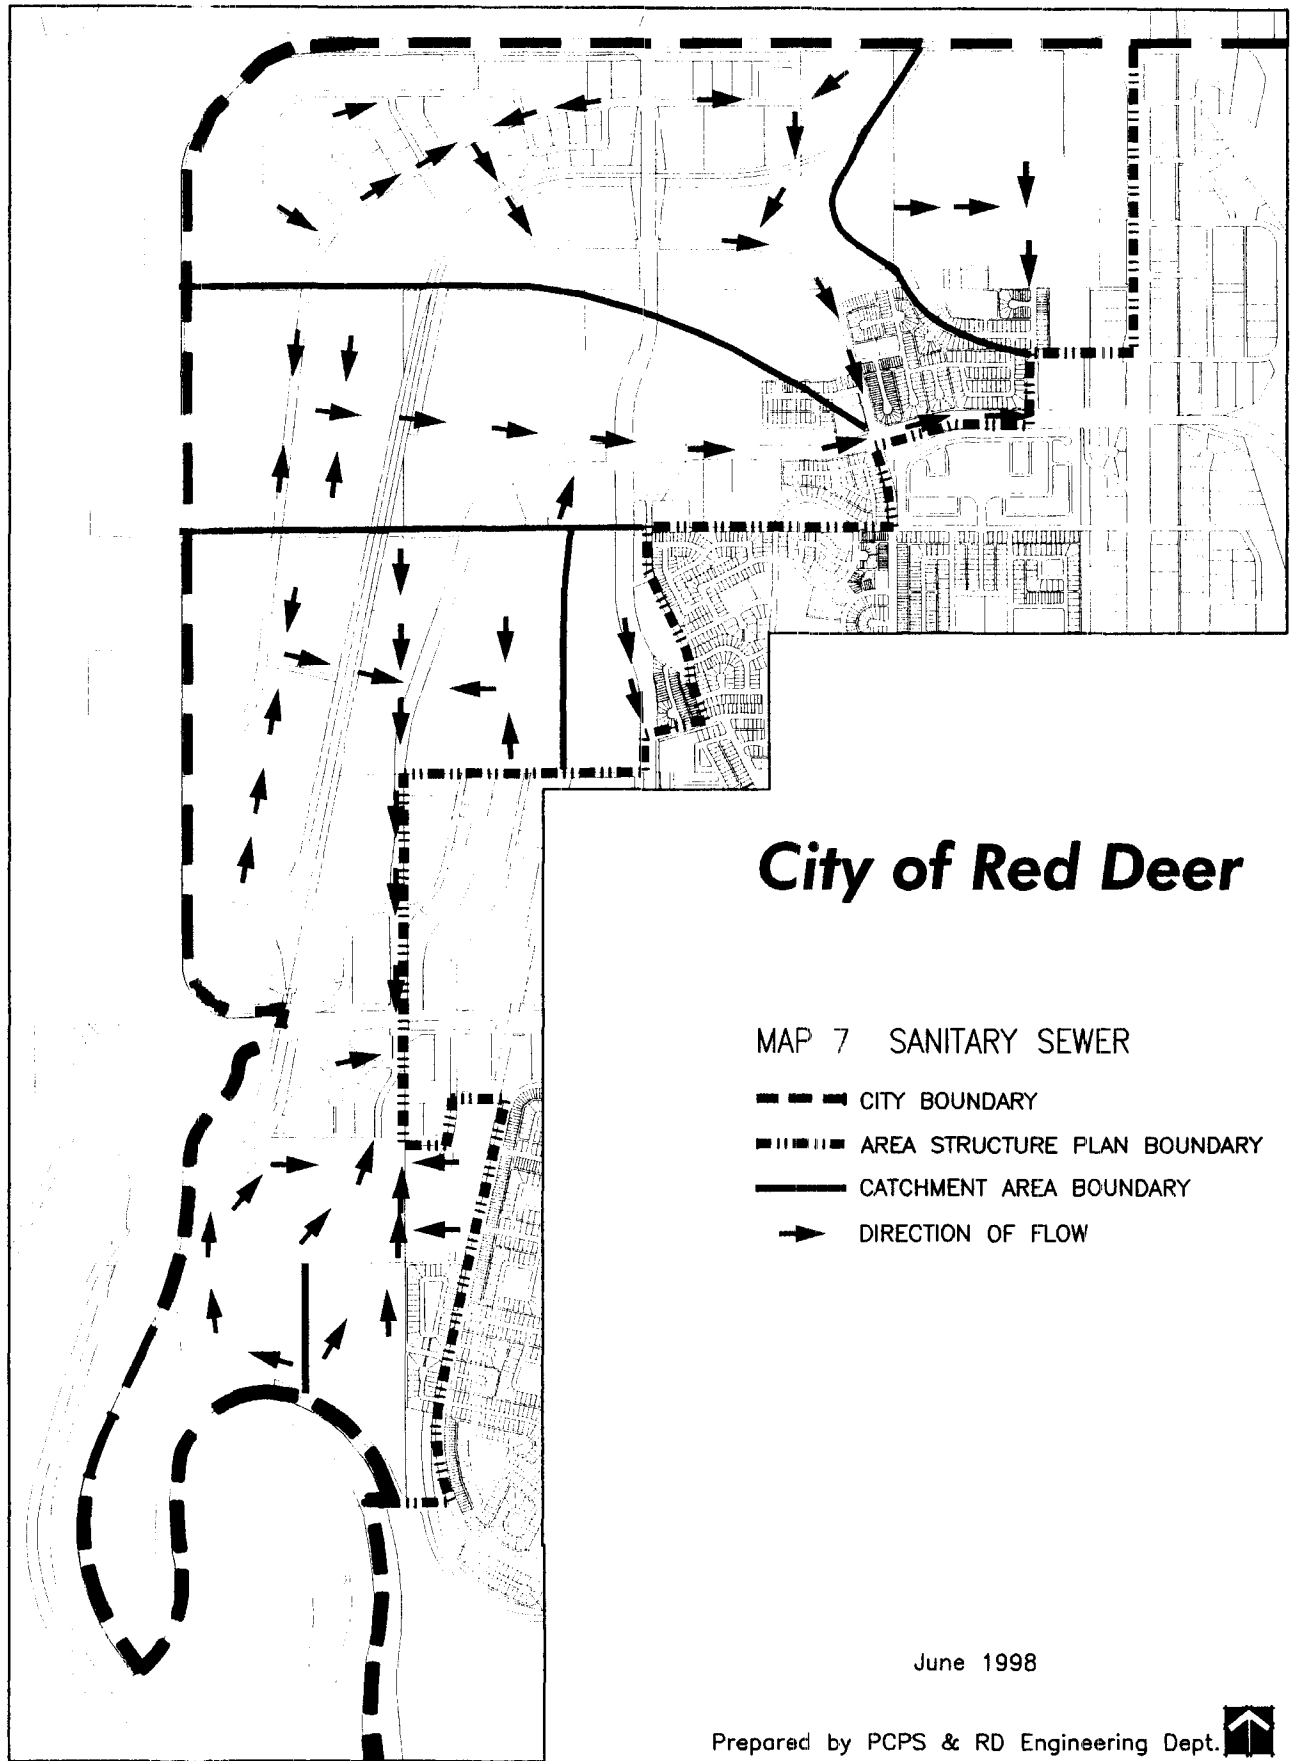 City of Red Deer
MAP 7 SANITARY SEWER
CITY BOUNDARY
AREA STRUCTURE PLAN BOUNDARY
CATCHMENT AREA BOUNDARY
DIRECTION OF FLOW
June 1998
Prepared by PCPS & RD Engineering Dept.